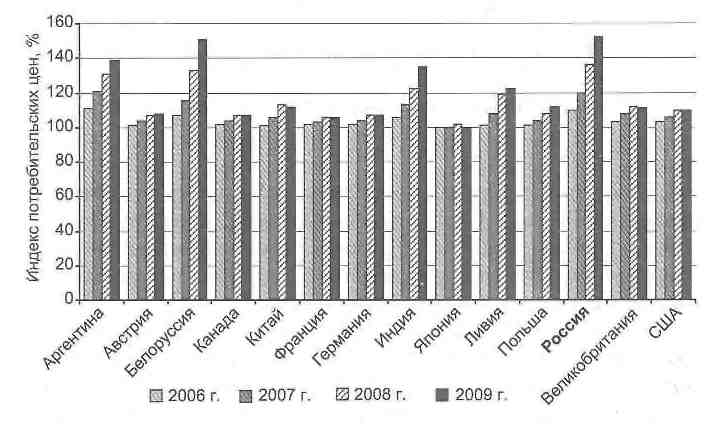 Индекс потребительских цен, %
160
140
120
100
80
60
40
20
0
Аргентина
Австрия
Белоруссия
Канада
Китай
Франция
Германия
Индия
Япония
Ливия
Польша
Россия
Великобритания
США
2006 г.
2007 г.
2008 г.
2009 г.